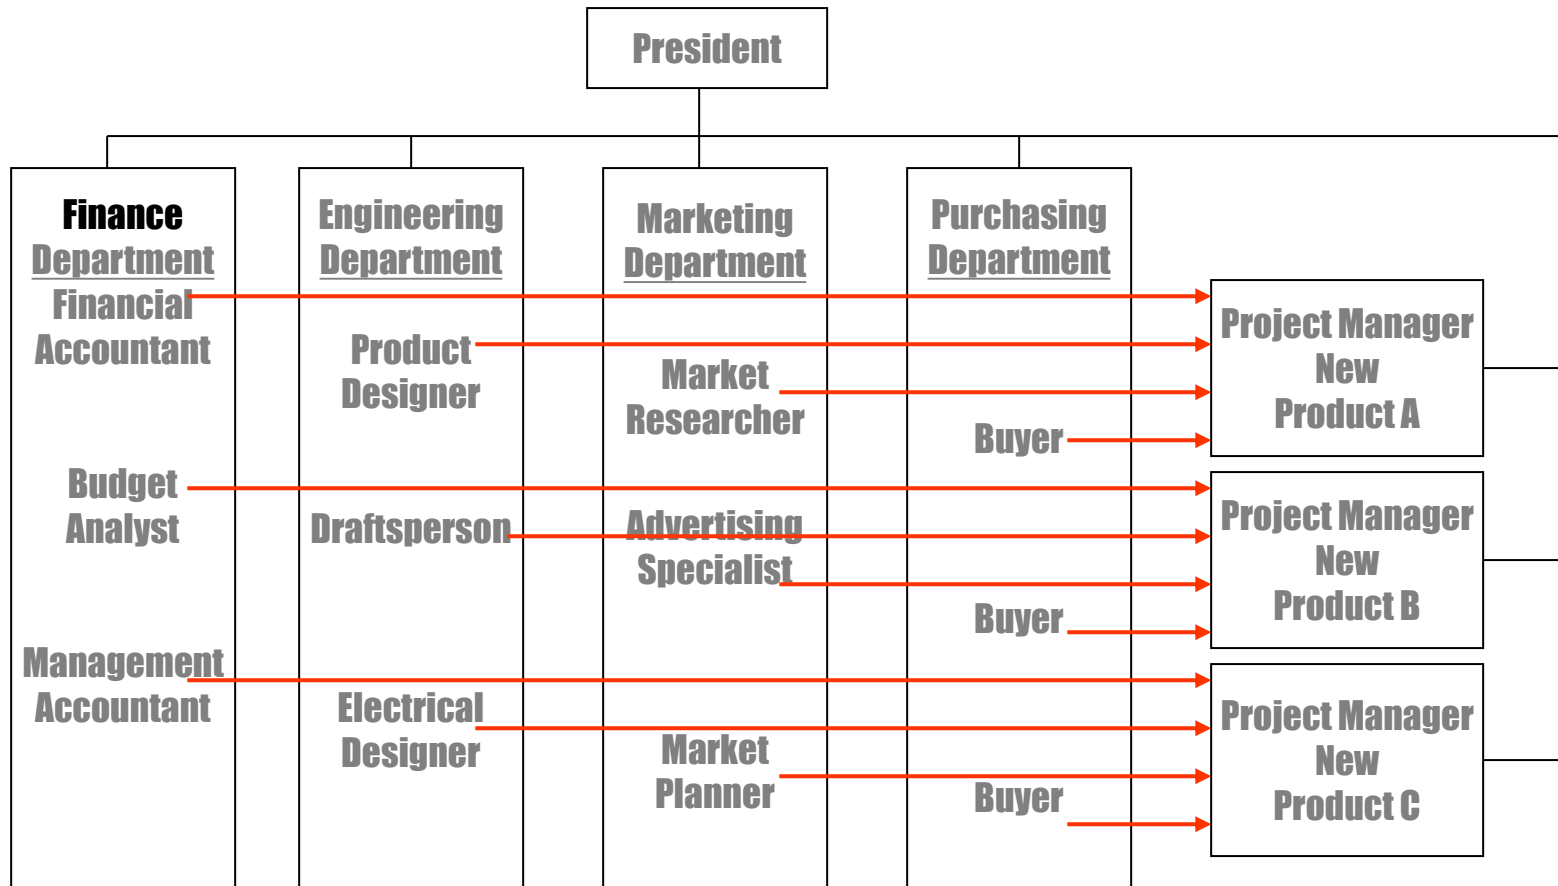 President
Finance
Department
Financial
Accountant
Budget
Analyst
Management
Accountant
Engineering
Department
Product
Designer
Draftsperson
Electrical
Designer
Marketing
Department
Market
Researcher
Advertising
Specialist
Market
Planner
Purchasing
Department
Buyer
Buyer
Buyer
Project Manager
New
Product A
Project Manager
New
Product B
Project Manager
New
Product C